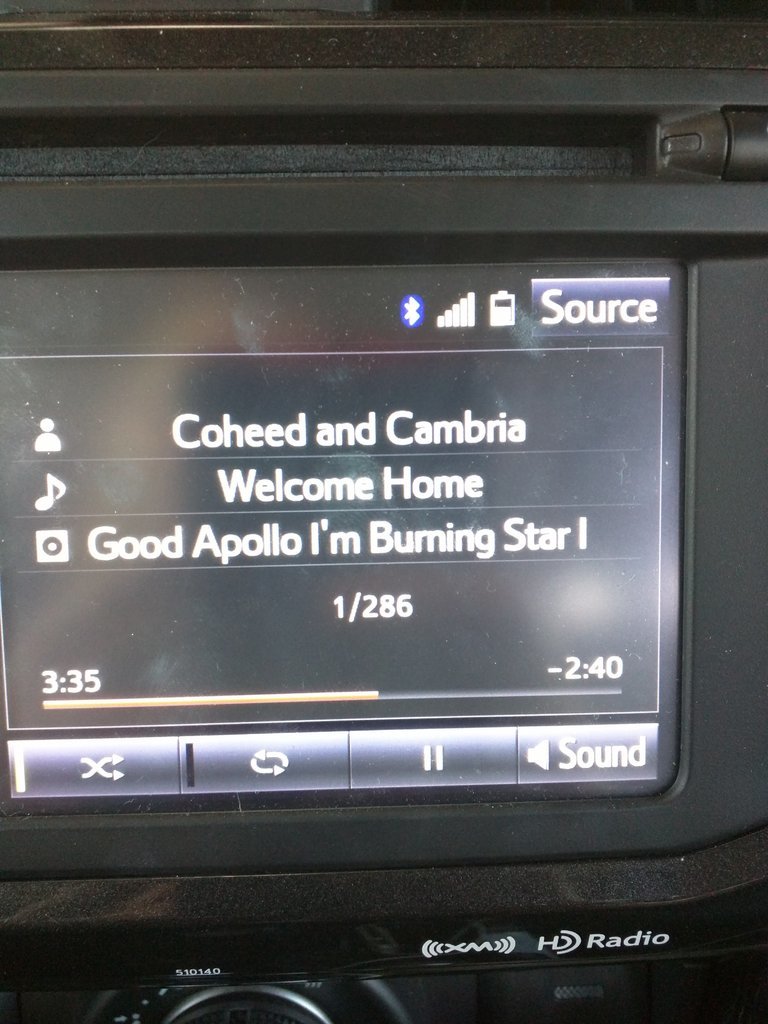 Source
Coheed and Cambria
Welcome Home
Good Apollo I'm Burning Star I
1/286
3:35
-2:40
Sound
XM
HD Radio
510140